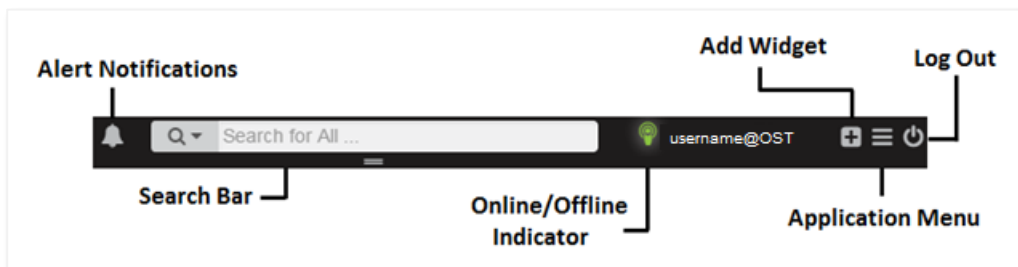 Add Widget
Log Out
Alert Notifications
Search for All ...
username@OST
Search Bar
Online/Offline
Indicator
Application Menu